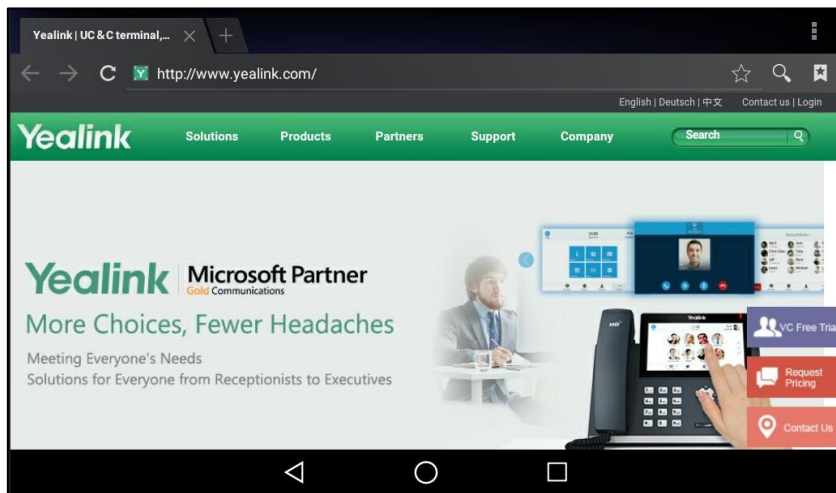 Yealink | UC & C terminal,...
http://www.yealink.com/
English | Deutsch | 中文 Contact us | Login
Yealink Solutions Products Partners Support Company Search
Yealink Microsoft Partner
Gold Communications
More Choices, Fewer Headaches
Meeting Everyone's Needs
Solutions for Everyone from Receptionists to Executives
Yealink
VC Free Tria
Request
Pricing
Contact Us